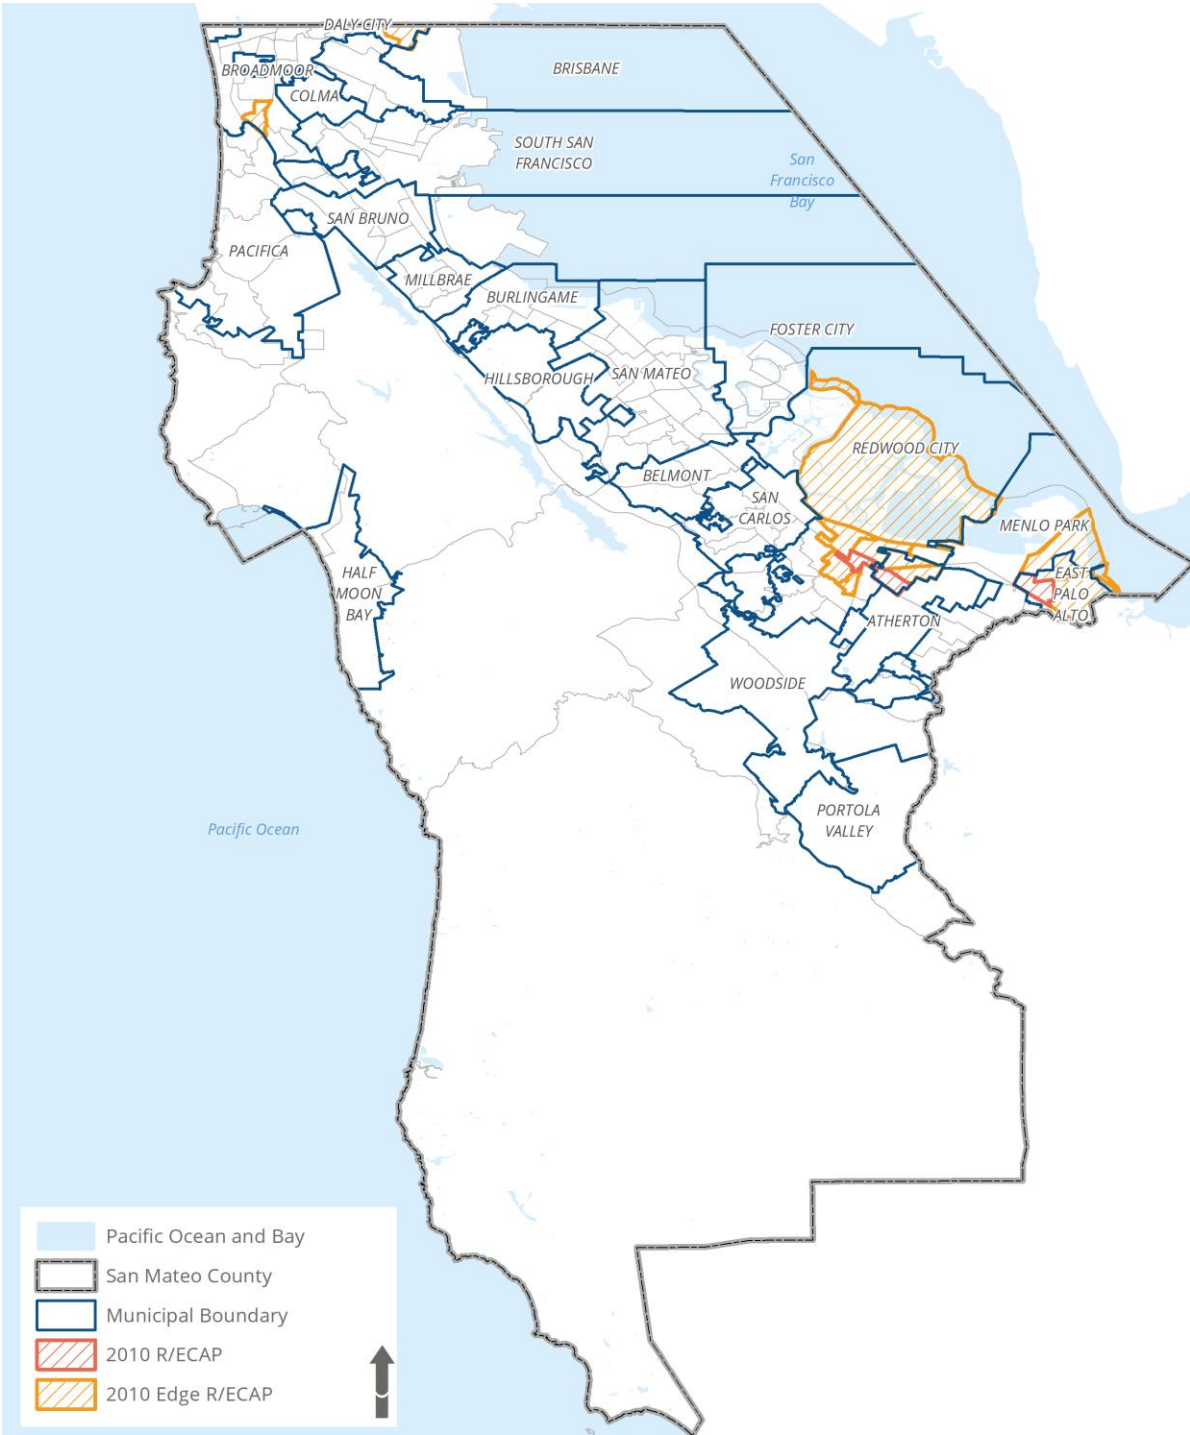 DALY CITY
BROADMOOR
BRISBANE
COLMA
SOUTH SAN
FRANCISCO
San
Francisco
Bay
SAN BRUNO
PACIFICA
MILLBRAE
BURLINGAME
FOSTER CITY
HILLSBOROUGH
SAN MATEO
REDWOOD CITY
BELMONT
SAN
CARLOS
MENLO PARK
HALF
MOON
BAY
EAST
PALO
ALTO
ATHERTON
WOODSIDE
PORTOLA
VALLEY
Pacific Ocean
Pacific Ocean and Bay
San Mateo County
Municipal Boundary
2010 R/ECAP
2010 Edge R/ECAP